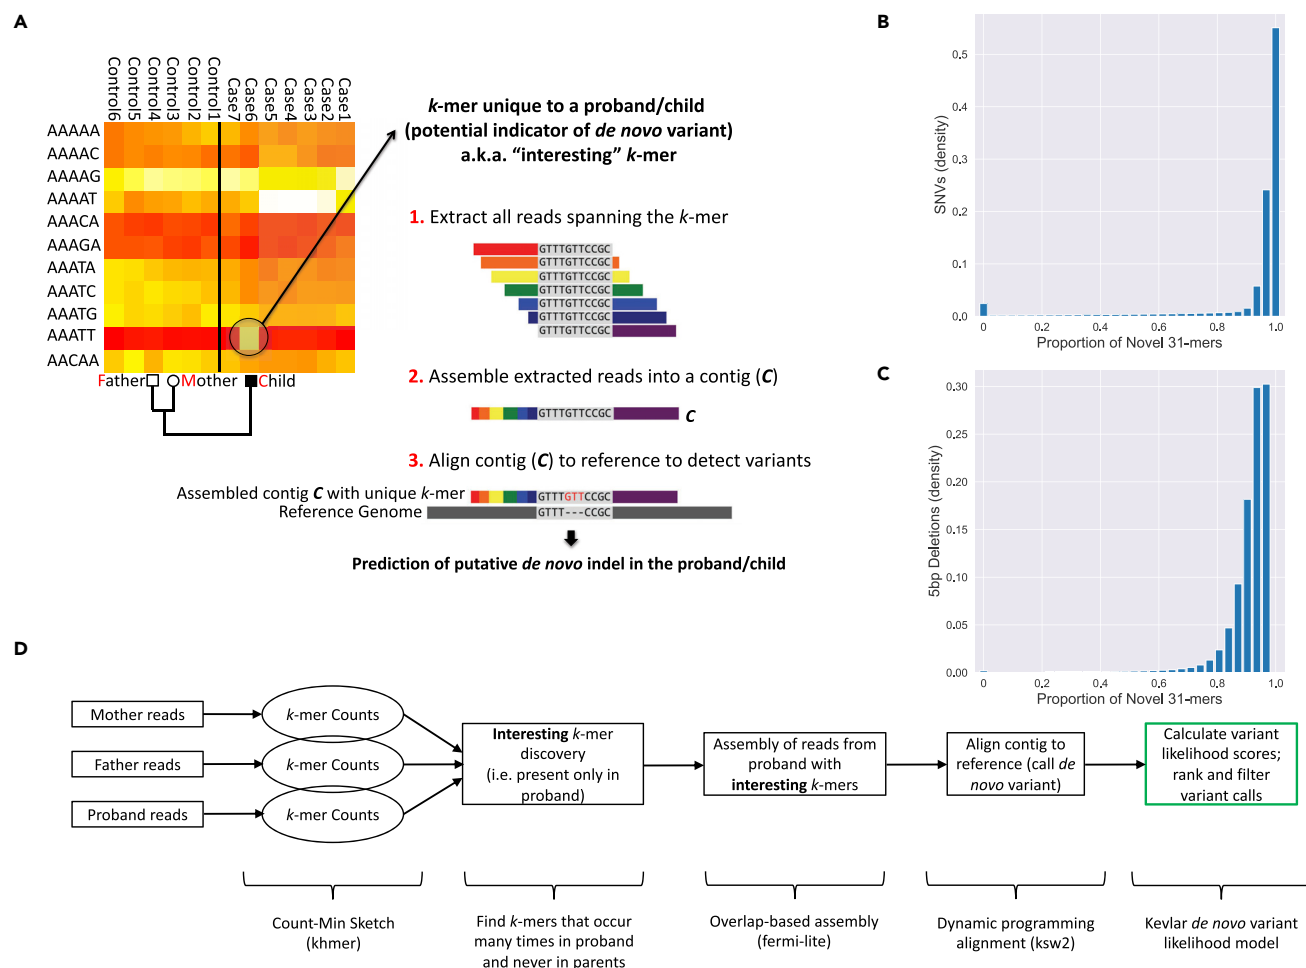 A
Control6
Control5
Control4
Control3
Control2
Control1
Case7
Case6
Case5
Case4
Case3
Case2
Case1
AAAAA
AAAAC
AAAAG
AAAAT
AAACA
AAAGA
AAATA
AAATC
AAATG
AAATT
AACAA
Father
Mother
Child
k-mer unique to a proband/child
(potential indicator of de novo variant)
a.k.a. “interesting” k-mer
1. Extract all reads spanning the k-mer
GTTTGTTCCGC
GTTTGTTCCGC
GTTTGTTCCGC
GTTTGTTCCGC
GTTTGTTCCGC
GTTTGTTCCGC
GTTTGTTCCGC
2. Assemble extracted reads into a contig (C)
GTTTGTTCCGC C
3. Align contig (C) to reference to detect variants
Assembled contig C with unique k-mer GTTTGTTCCGC
Reference Genome GTTT---CCGC
Prediction of putative de novo indel in the proband/child
B
SNVs (density)
0.5
0.4
0.3
0.2
0.1
0.0
0 0.2 0.4 0.6 0.8 1.0
Proportion of Novel 31-mers
C
5bp Deletions (density)
0.30
0.25
0.20
0.15
0.10
0.05
0.00
0 0.2 0.4 0.6 0.8 1.0
Proportion of Novel 31-mers
D
Mother reads
Father reads
Proband reads
k-mer Counts
k-mer Counts
k-mer Counts
Interesting k-mer
discovery
(i.e. present only in
proband)
Assembly of reads from
proband with
interesting k-mers
Align contig to
reference (call de
novo variant)
Calculate variant
likelihood scores;
rank and filter
variant calls
Count-Min Sketch
(khmer)
Find k-mers that occur
many times in proband
and never in parents
Overlap-based assembly
(fermi-lite)
Dynamic programming
alignment (ksw2)
Kevlar de novo variant
likelihood model